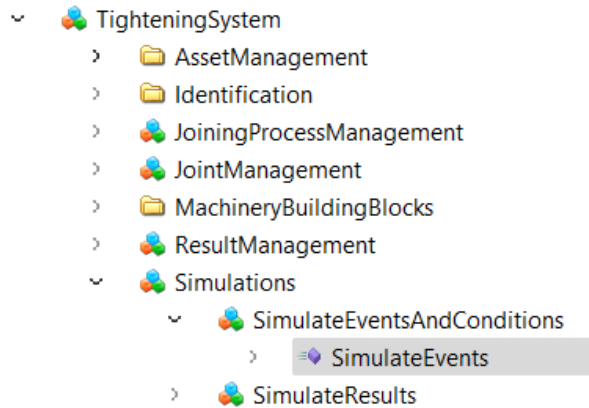 TighteningSystem
AssetManagement
Identification
JoiningProcessManagement
JointManagement
MachineryBuildingBlocks
ResultManagement
Simulations
SimulateEventsAndConditions
SimulateEvents
SimulateResults